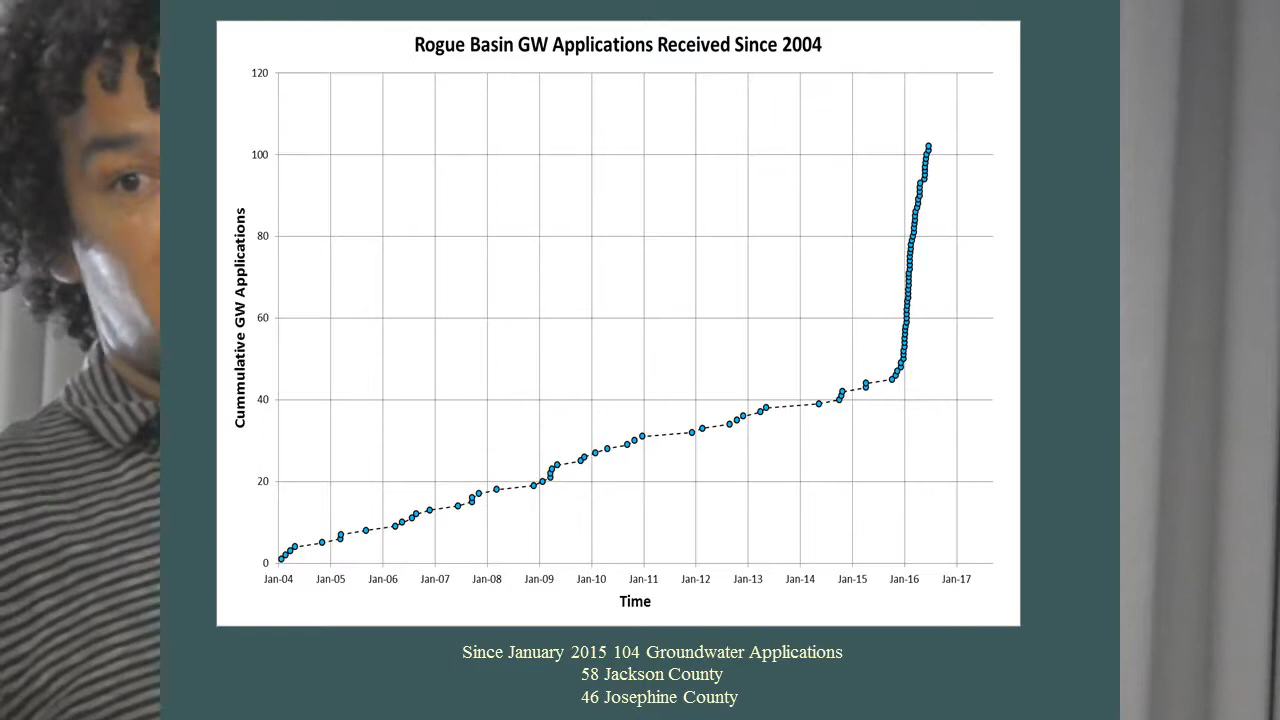 Rogue Basin GW Applications Received Since 2004
120
100
80
60
40
20
0
Cummulative GW Applications
Jan-04 Jan-05 Jan-06 Jan-07 Jan-08 Jan-09 Jan-10 Jan-11 Jan-12 Jan-13 Jan-14 Jan-15 Jan-16 Jan-17
Time
Since January 2015 104 Groundwater Applications
58 Jackson County
46 Josephine County